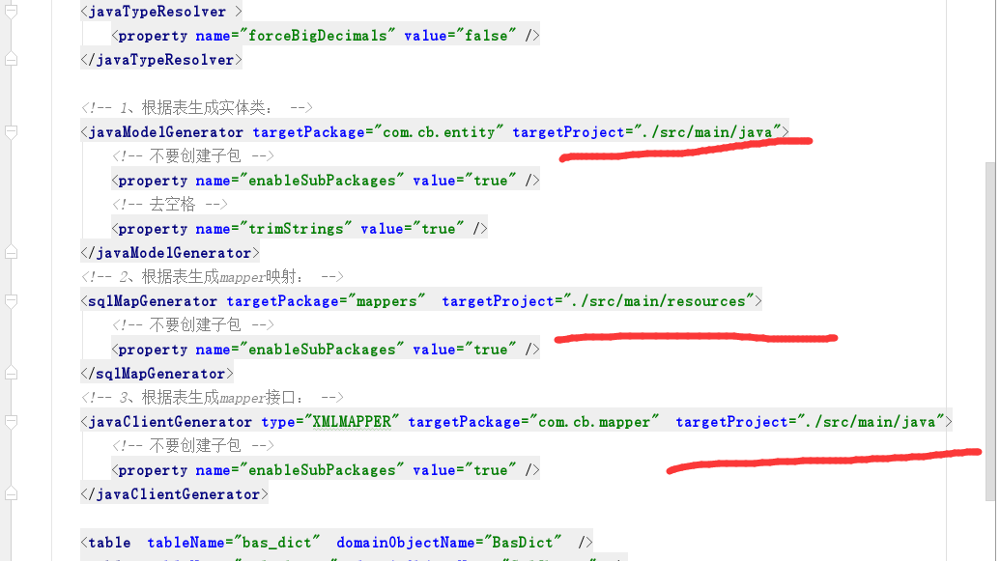 <javaTypeResolver >
<property name="forceBigDecimals" value="false" />
</javaTypeResolver>
<!-- 1、根据表生成实体类： -->
<javaModelGenerator targetPackage="com.cb.entity" targetProject="./src/main/java">
<!-- 不要创建子包 -->
<property name="enableSubPackages" value="true" />
<!-- 去空格 -->
<property name="trimStrings" value="true" />
</javaModelGenerator>
<!-- 2、根据表生成mapper映射： -->
<sqlMapGenerator targetPackage="mappers"  targetProject="./src/main/resources">
<!-- 不要创建子包 -->
<property name="enableSubPackages" value="true" />
</sqlMapGenerator>
<!-- 3、根据表生成mapper接口： -->
<javaClientGenerator type="XMLMAPPER" targetPackage="com.cb.mapper"  targetProject="./src/main/java">
<!-- 不要创建子包 -->
<property name="enableSubPackages" value="true" />
</javaClientGenerator>
<table  tableName="bas_dict"  domainObjectName="BasDict"  />